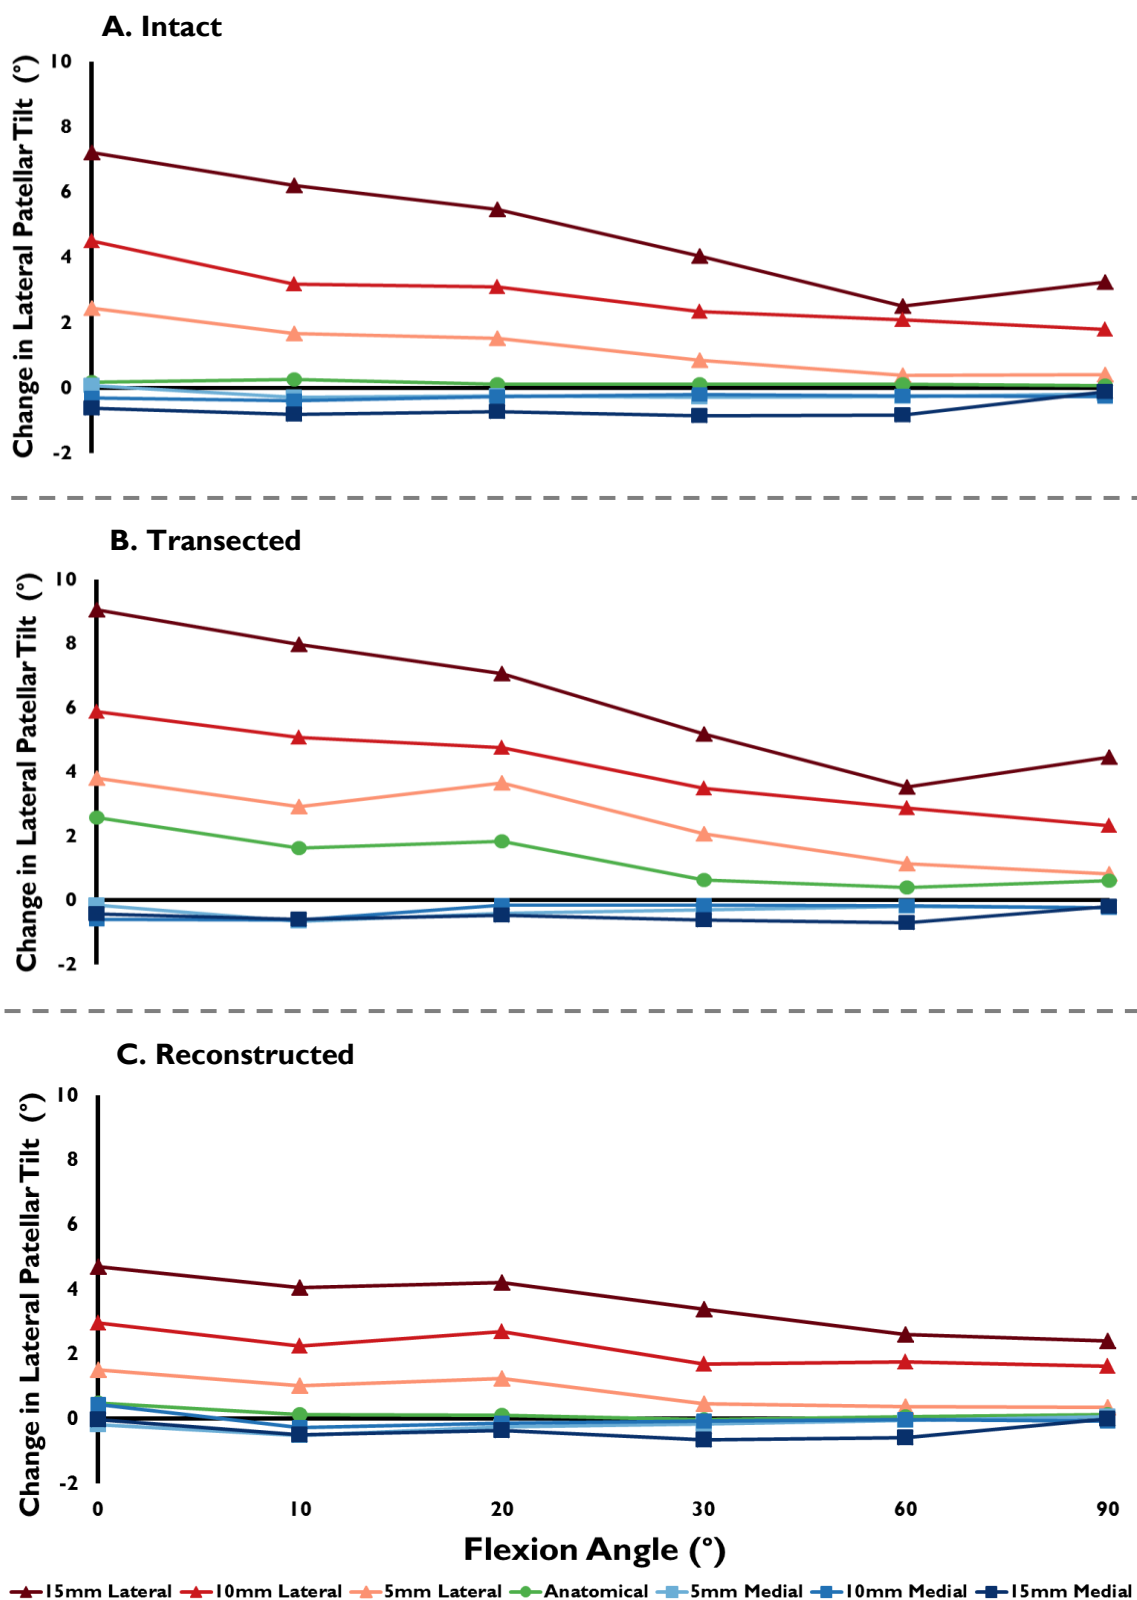 A. Intact
Change in Lateral Patellar Tilt (°)
10
8
6
4
2
0
-2
B. Transected
Change in Lateral Patellar Tilt (°)
10
8
6
4
2
0
-2
C. Reconstructed
Change in Lateral Patellar Tilt (°)
10
8
6
4
2
0
-2
0 10 20 30 60 90
Flexion Angle (°)
15mm Lateral 10mm Lateral 5mm Lateral Anatomical 5mm Medial 10mm Medial 15mm Medial